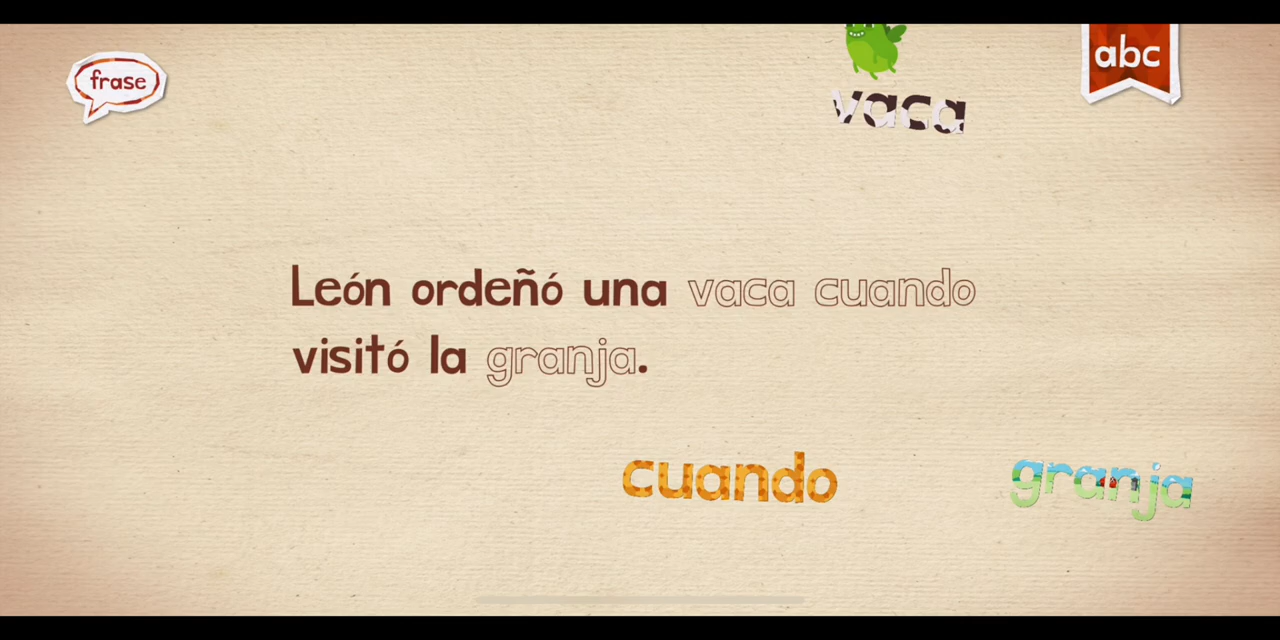 frase
abc
vaca
León ordeñó una vaca cuando
visitó la granja.
cuando
granja